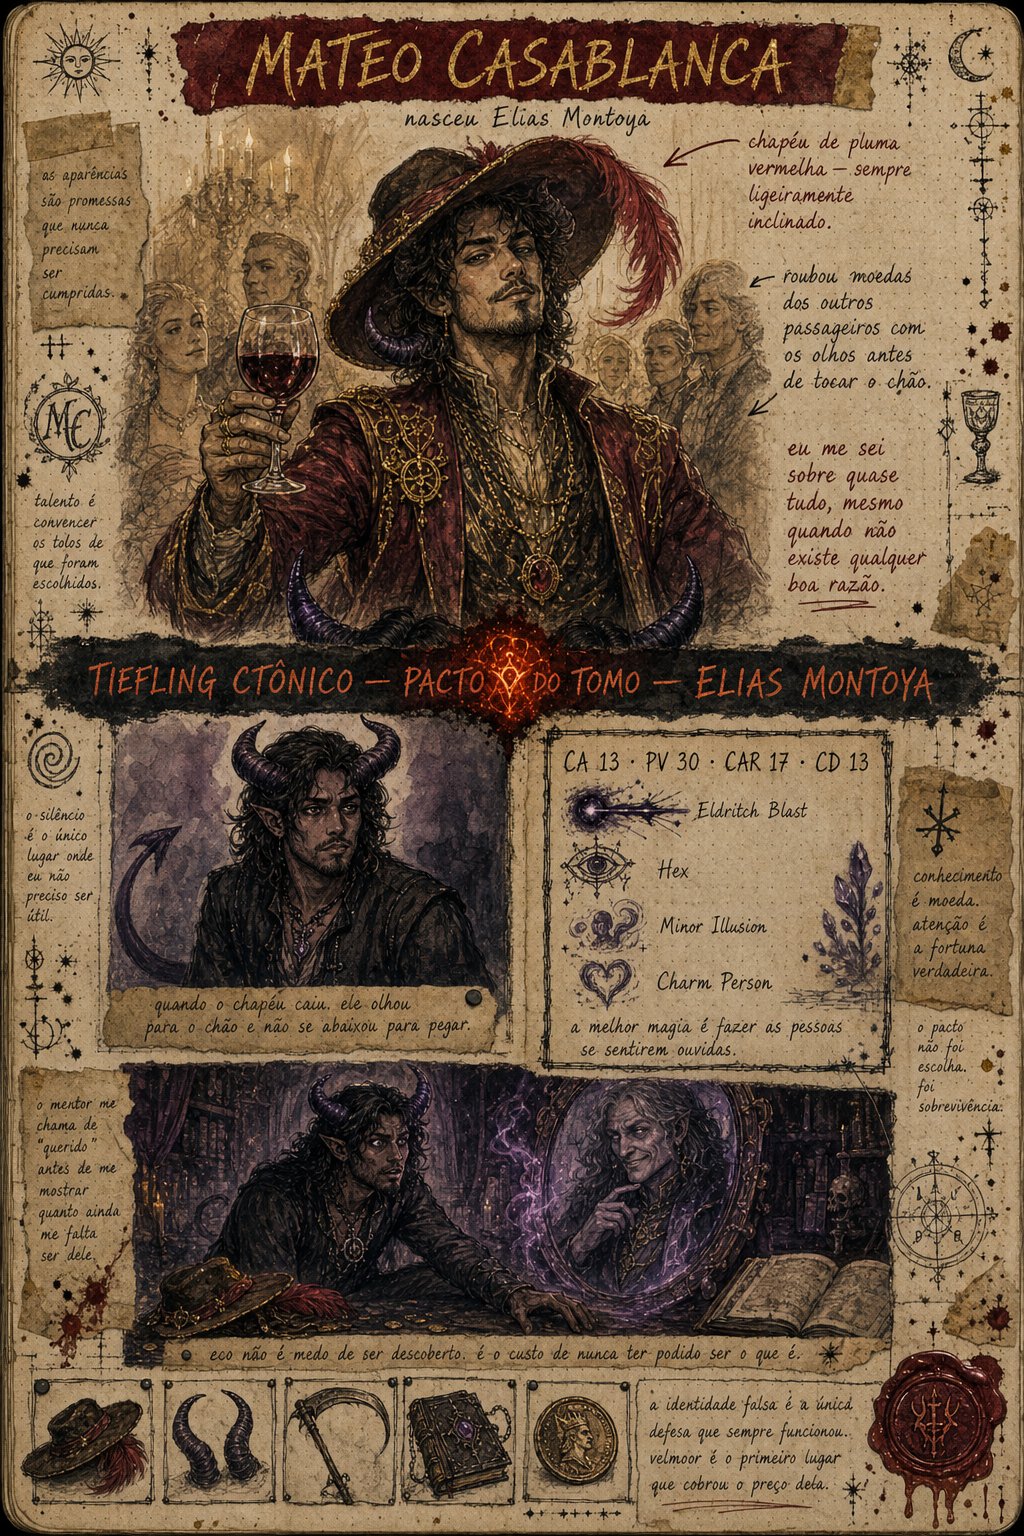 MATEO CASABLANCA
nasceu Elias Montoya
as aparências
são promessas
que nunca
precisam
ser
cumpridas.
chapéu de pluma
vermelha — sempre
ligeiramente
inclinado.
roubou moedas
dos outros
passageiros com
os olhos antes
de tocar o chão.
MC
talento é
convencer
os tolos de
que foram
escolhidos.
eu me sei
sobre quase
tudo, mesmo
quando não
existe qualquer
boa razão.
TIEFLING CTÔNICO — PACTO DO TOMO — ELIAS MONTOYA
o silêncio
é o único
lugar onde
eu não
preciso ser
útil.
quando o chapéu caiu. ele olhou
para o chão e não se abaixou para pegar.
CA 13 · PV 30 · CAR 17 · CD 13
Eldritch Blast
Hex
Minor Illusion
Charm Person
a melhor magia é fazer as pessoas
se sentirem ouvidas.
conhecimento
é moeda.
atenção é
a fortuna
verdadeira.
o pacto
não foi
escolha.
foi
sobrevivência.
o mentor me
chama de
"querido"
antes de me
mostrar
quanto ainda
me falta
ser dele.
eco não é medo de ser descoberto. é o custo de nunca ter podido ser o que é.
a identidade falsa é a única
defesa que sempre funcionou.
velmoor é o primeiro lugar
que cobrou o preço dela.